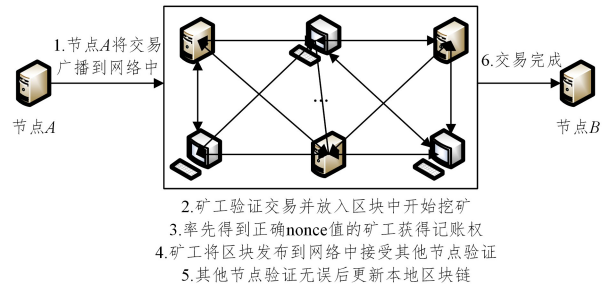 1.节点A将交易
广播到网络中
6.交易完成
节点A
...
节点B
2.矿工验证交易并放入区块中开始挖矿
3.率先得到正确nonce值的矿工获得记账权
4.矿工将区块发布到网络中接受其他节点验证
5.其他节点验证无误后更新本地区块链